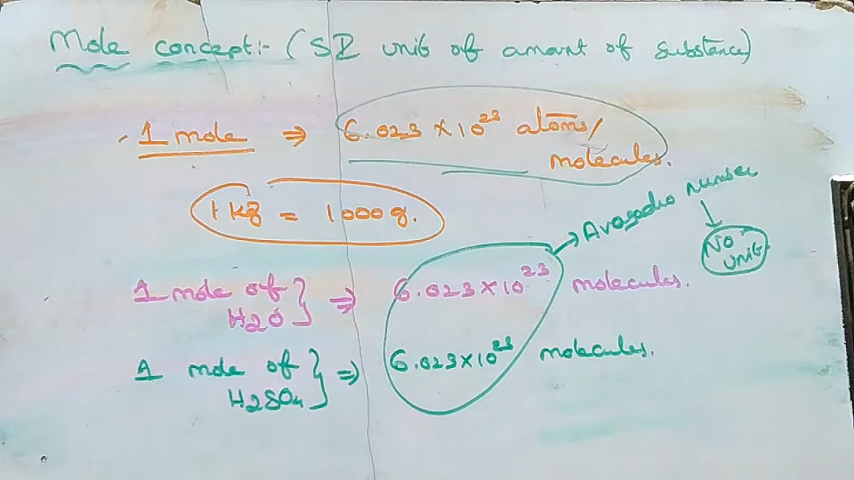 Mole concept:- (SI unit of amount of substance)
1 mole ⇒ 6.023 × 10²³ atoms/
molecules.
1 kg = 1000 g.
→ Avogadro number
↓
No
unit
1 mole of } ⇒ 6.023 × 10²³ molecules.
H2O
1 mole of } ⇒ 6.023 × 10²³ molecules.
H2SO4